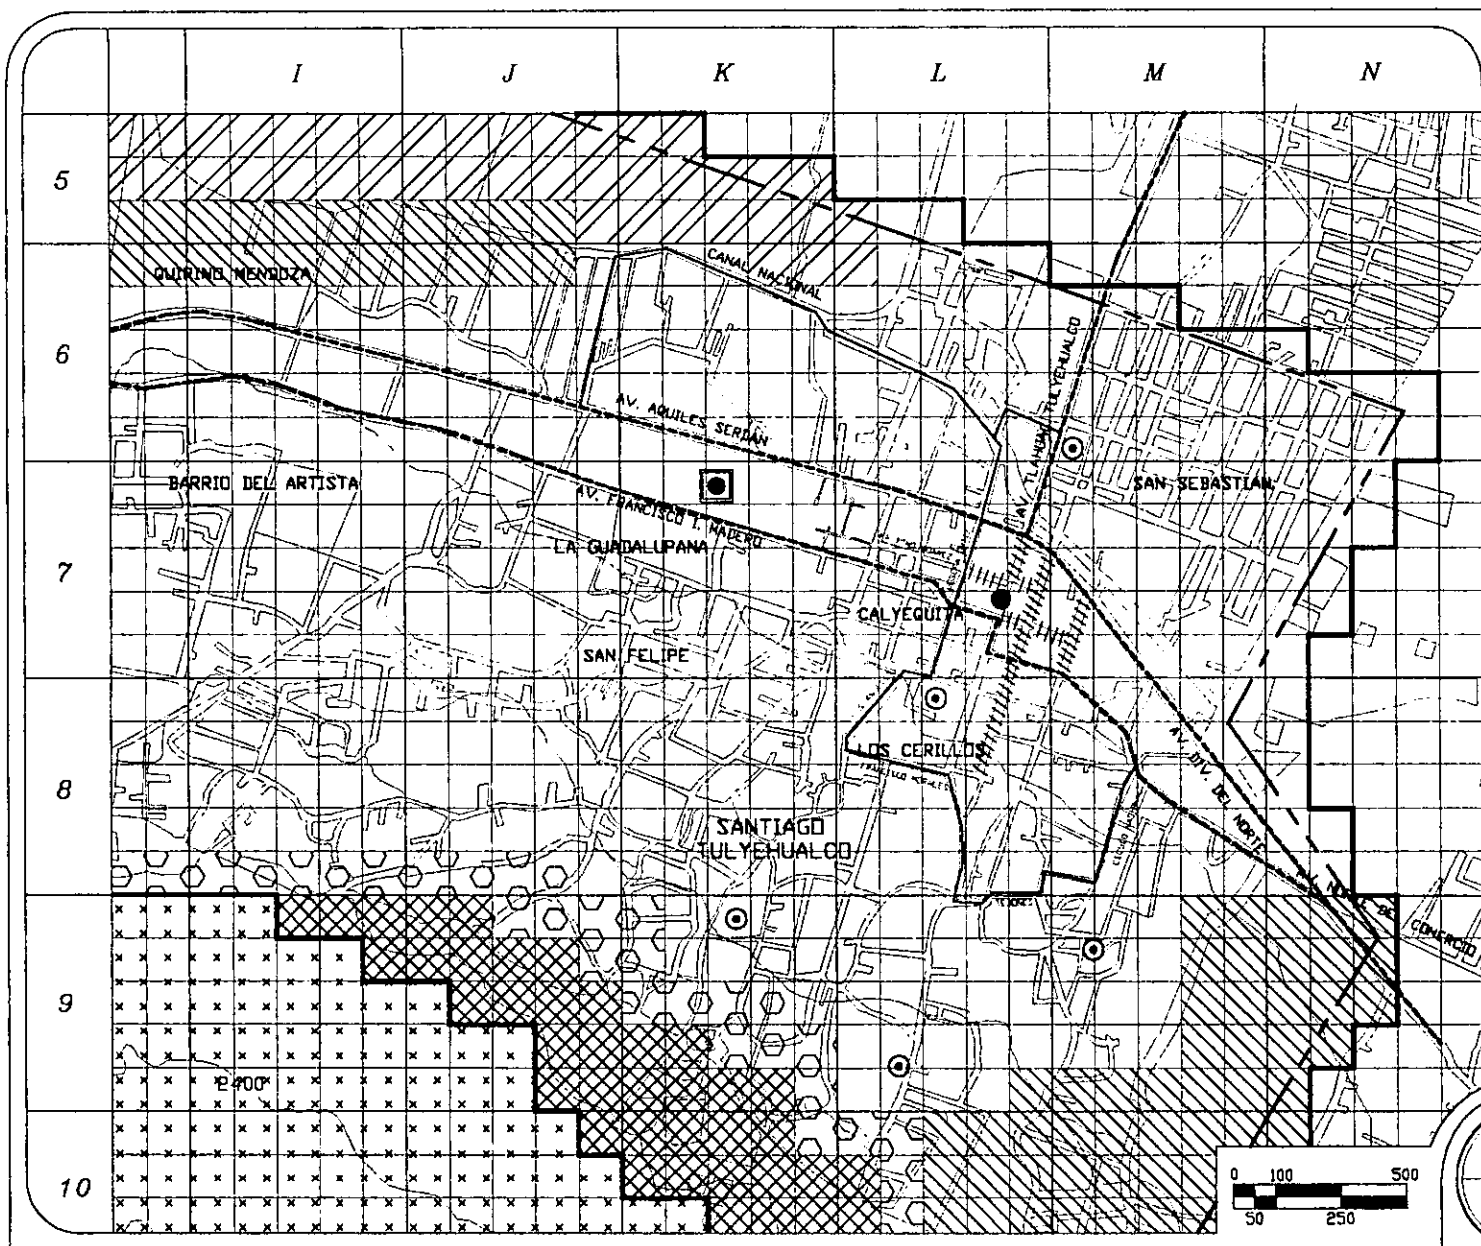 I J K L M N
5
QUIRINO MENDOZA
CANAL NACIONAL
6
AV. TLAHUAC TULYEHUALCO
AV. AQUILES SERDAN
BARRIO DEL ARTISTA
SAN SEBASTIAN
AV. FRANCISCO I. MADERO
LA GUADALUPANA
7
CALYEQUITA
SAN FELIPE
LOS CERILLOS
AV. DIV. DEL NORTE
8
SANTIAGO
TULYEHUALCO
COMERCIO
9
2400
10
0 100 500
50 250